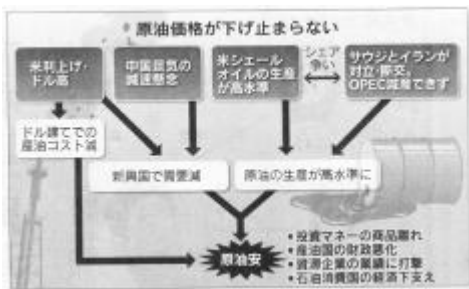 原油価格が下げ止まらない
米利上げ・
ドル高
中国景気の
減速懸念
米シェール
オイルの生産
が高水準
シェア
争い
サウジとイランが
対立・断交。
OPEC減産できず
ドル建てでの
産油コスト減
新興国で需要減
原油の生産が高水準に
原油安
•投資マネーの商品離れ
•産油国の財政悪化
•資源企業の業績に打撃
•石油消費国の経済下支え